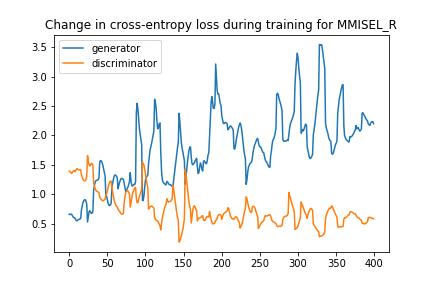 Change in cross-entropy loss during training for MMISEL_R
generator
discriminator
3.5
3.0
2.5
2.0
1.5
1.0
0.5
0 50 100 150 200 250 300 350 400